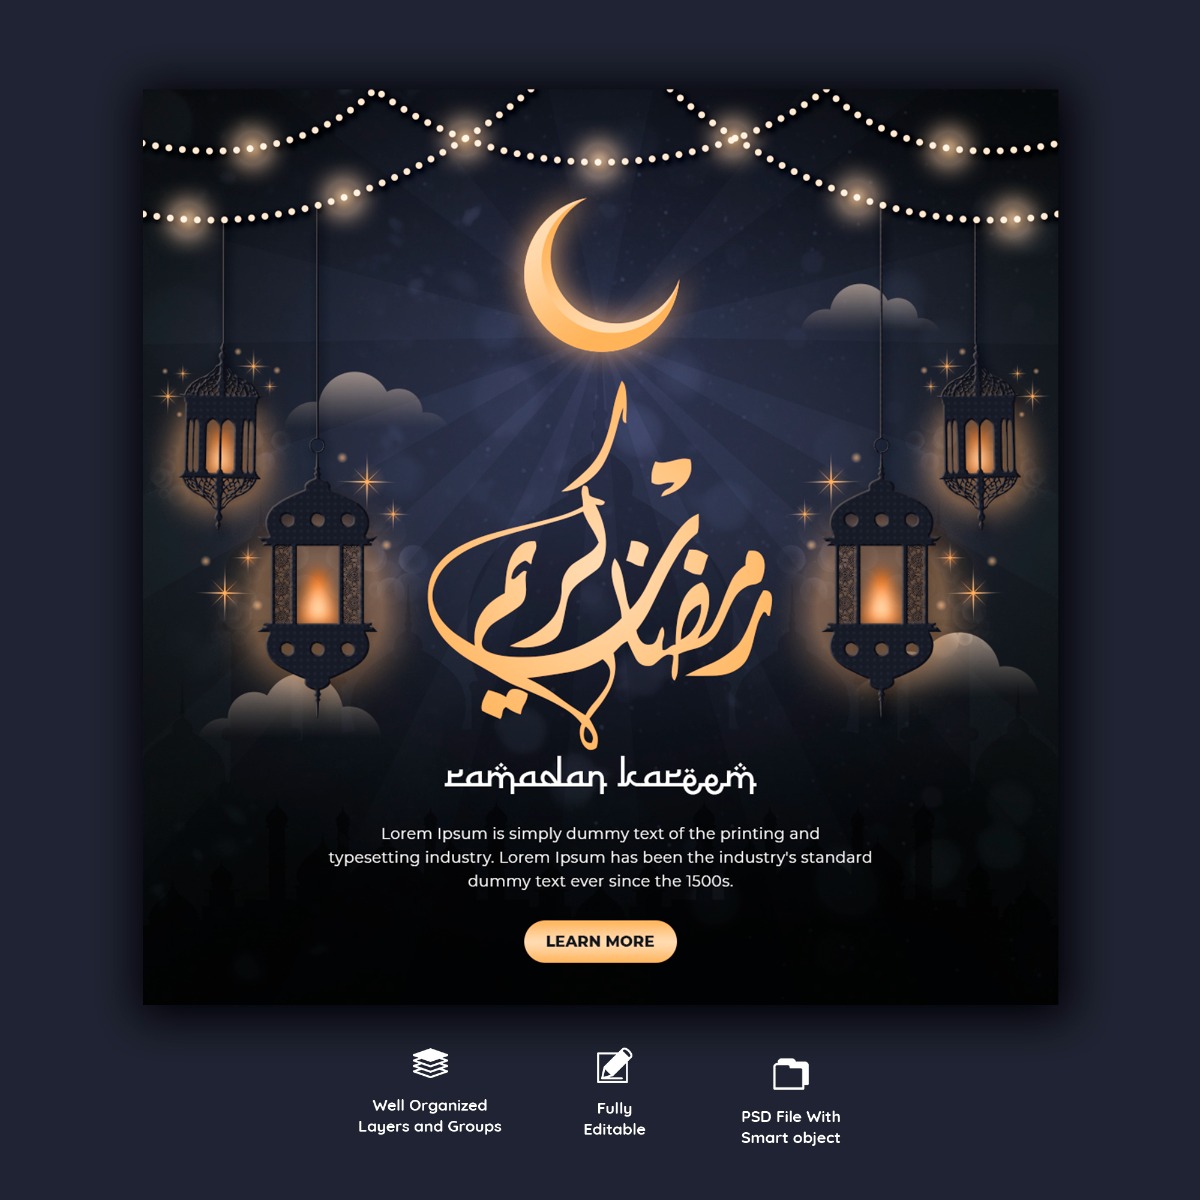 رمضان كريم
ramadan kareem
Lorem Ipsum is simply dummy text of the printing and
typesetting industry. Lorem Ipsum has been the industry's standard
dummy text ever since the 1500s.
LEARN MORE
Well Organized
Layers and Groups
Fully
Editable
PSD File With
Smart object